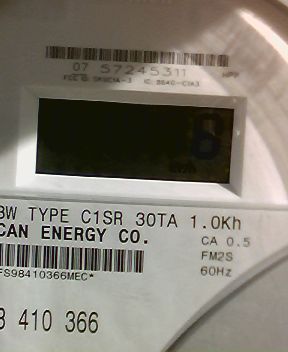 07 57245311
8
3W TYPE C1SR 30TA 1.0Kh
CAN ENERGY CO.
CA 0.5
FM2S
60Hz
FS98410366MEC*
410 366